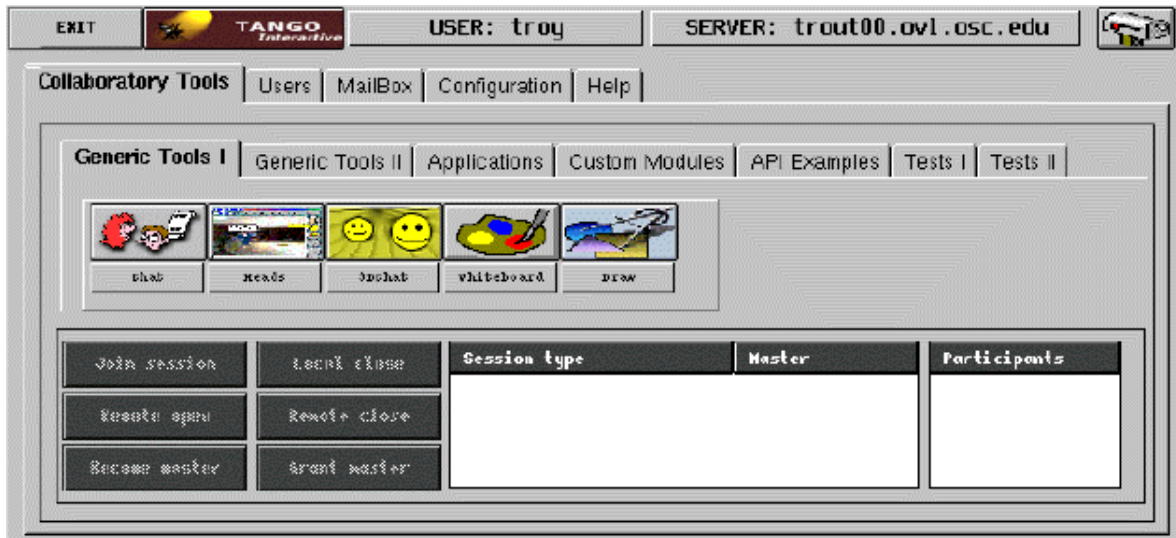 EXIT TANGO Interactive USER: troy SERVER: trout00.ovl.osc.edu
Collaboratory Tools Users MailBox Configuration Help
Generic Tools I Generic Tools II Applications Custom Modules API Examples Tests I Tests II
Chat WhiteBoard Draw
Join session Local close Session type Master Participants
Remote open Remote close
Become master Grant master